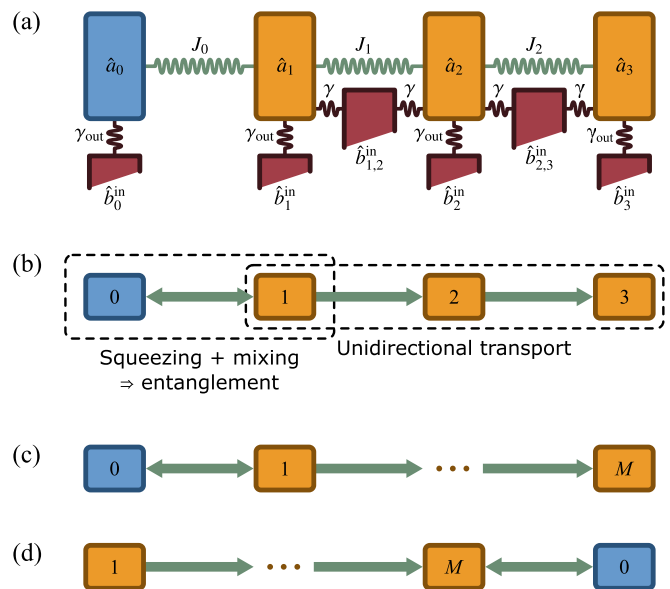 (a)
â₀ J₀ â₁ J₁ â₂ J₂ â₃
γ γ γ γ
γout γout γout γout
b̂₀ⁱⁿ b̂₁ⁱⁿ b̂₁,₂ⁱⁿ b̂₂ⁱⁿ b̂₂,₃ⁱⁿ b̂₃ⁱⁿ
(b)
0 1 2 3
Squeezing + mixing
⇒ entanglement
Unidirectional transport
(c)
0 1 ••• M
(d)
1 ••• M 0